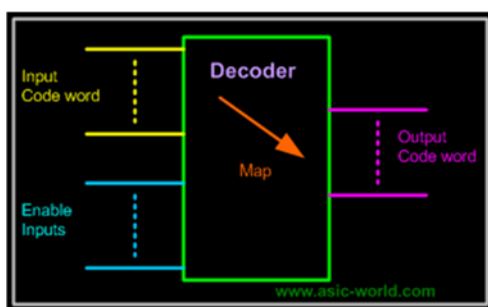 Decoder
Input
Code word
Output
Code word
Map
Enable
Inputs
www.asic-world.com